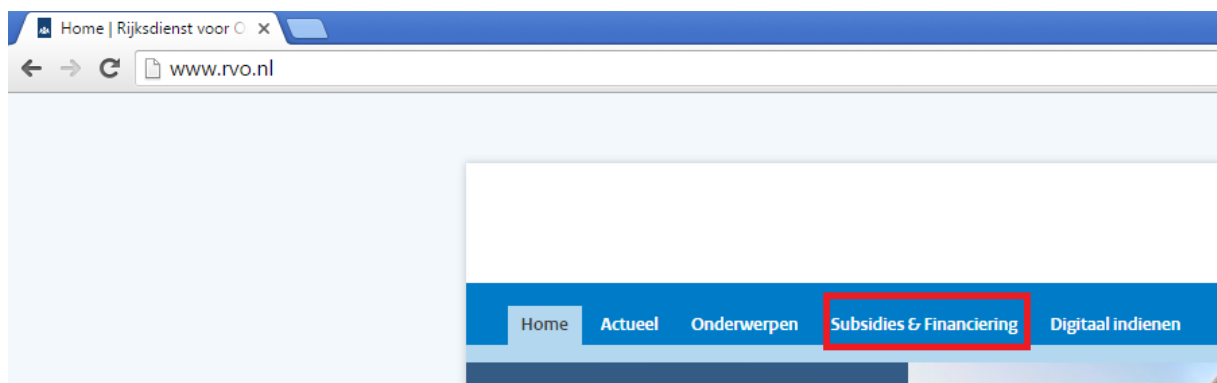 Home | Rijksdienst voor O
www.rvo.nl
Home Actueel Onderwerpen Subsidies & Financiering Digitaal indienen